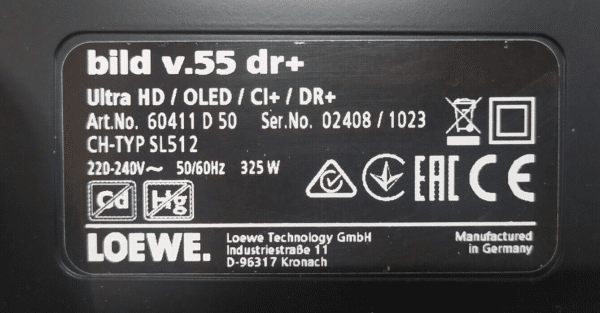 bild v.55 dr+
Ultra HD / OLED / CI+ / DR+
Art.No. 60411 D 50 Ser.No. 02408 / 1023
CH-TYP SL512
220-240V~ 50/60Hz 325 W
Cd Hg
EAC CE
LOEWE.
Loewe Technology GmbH
Industriestraße 11
D-96317 Kronach
Manufactured
in Germany